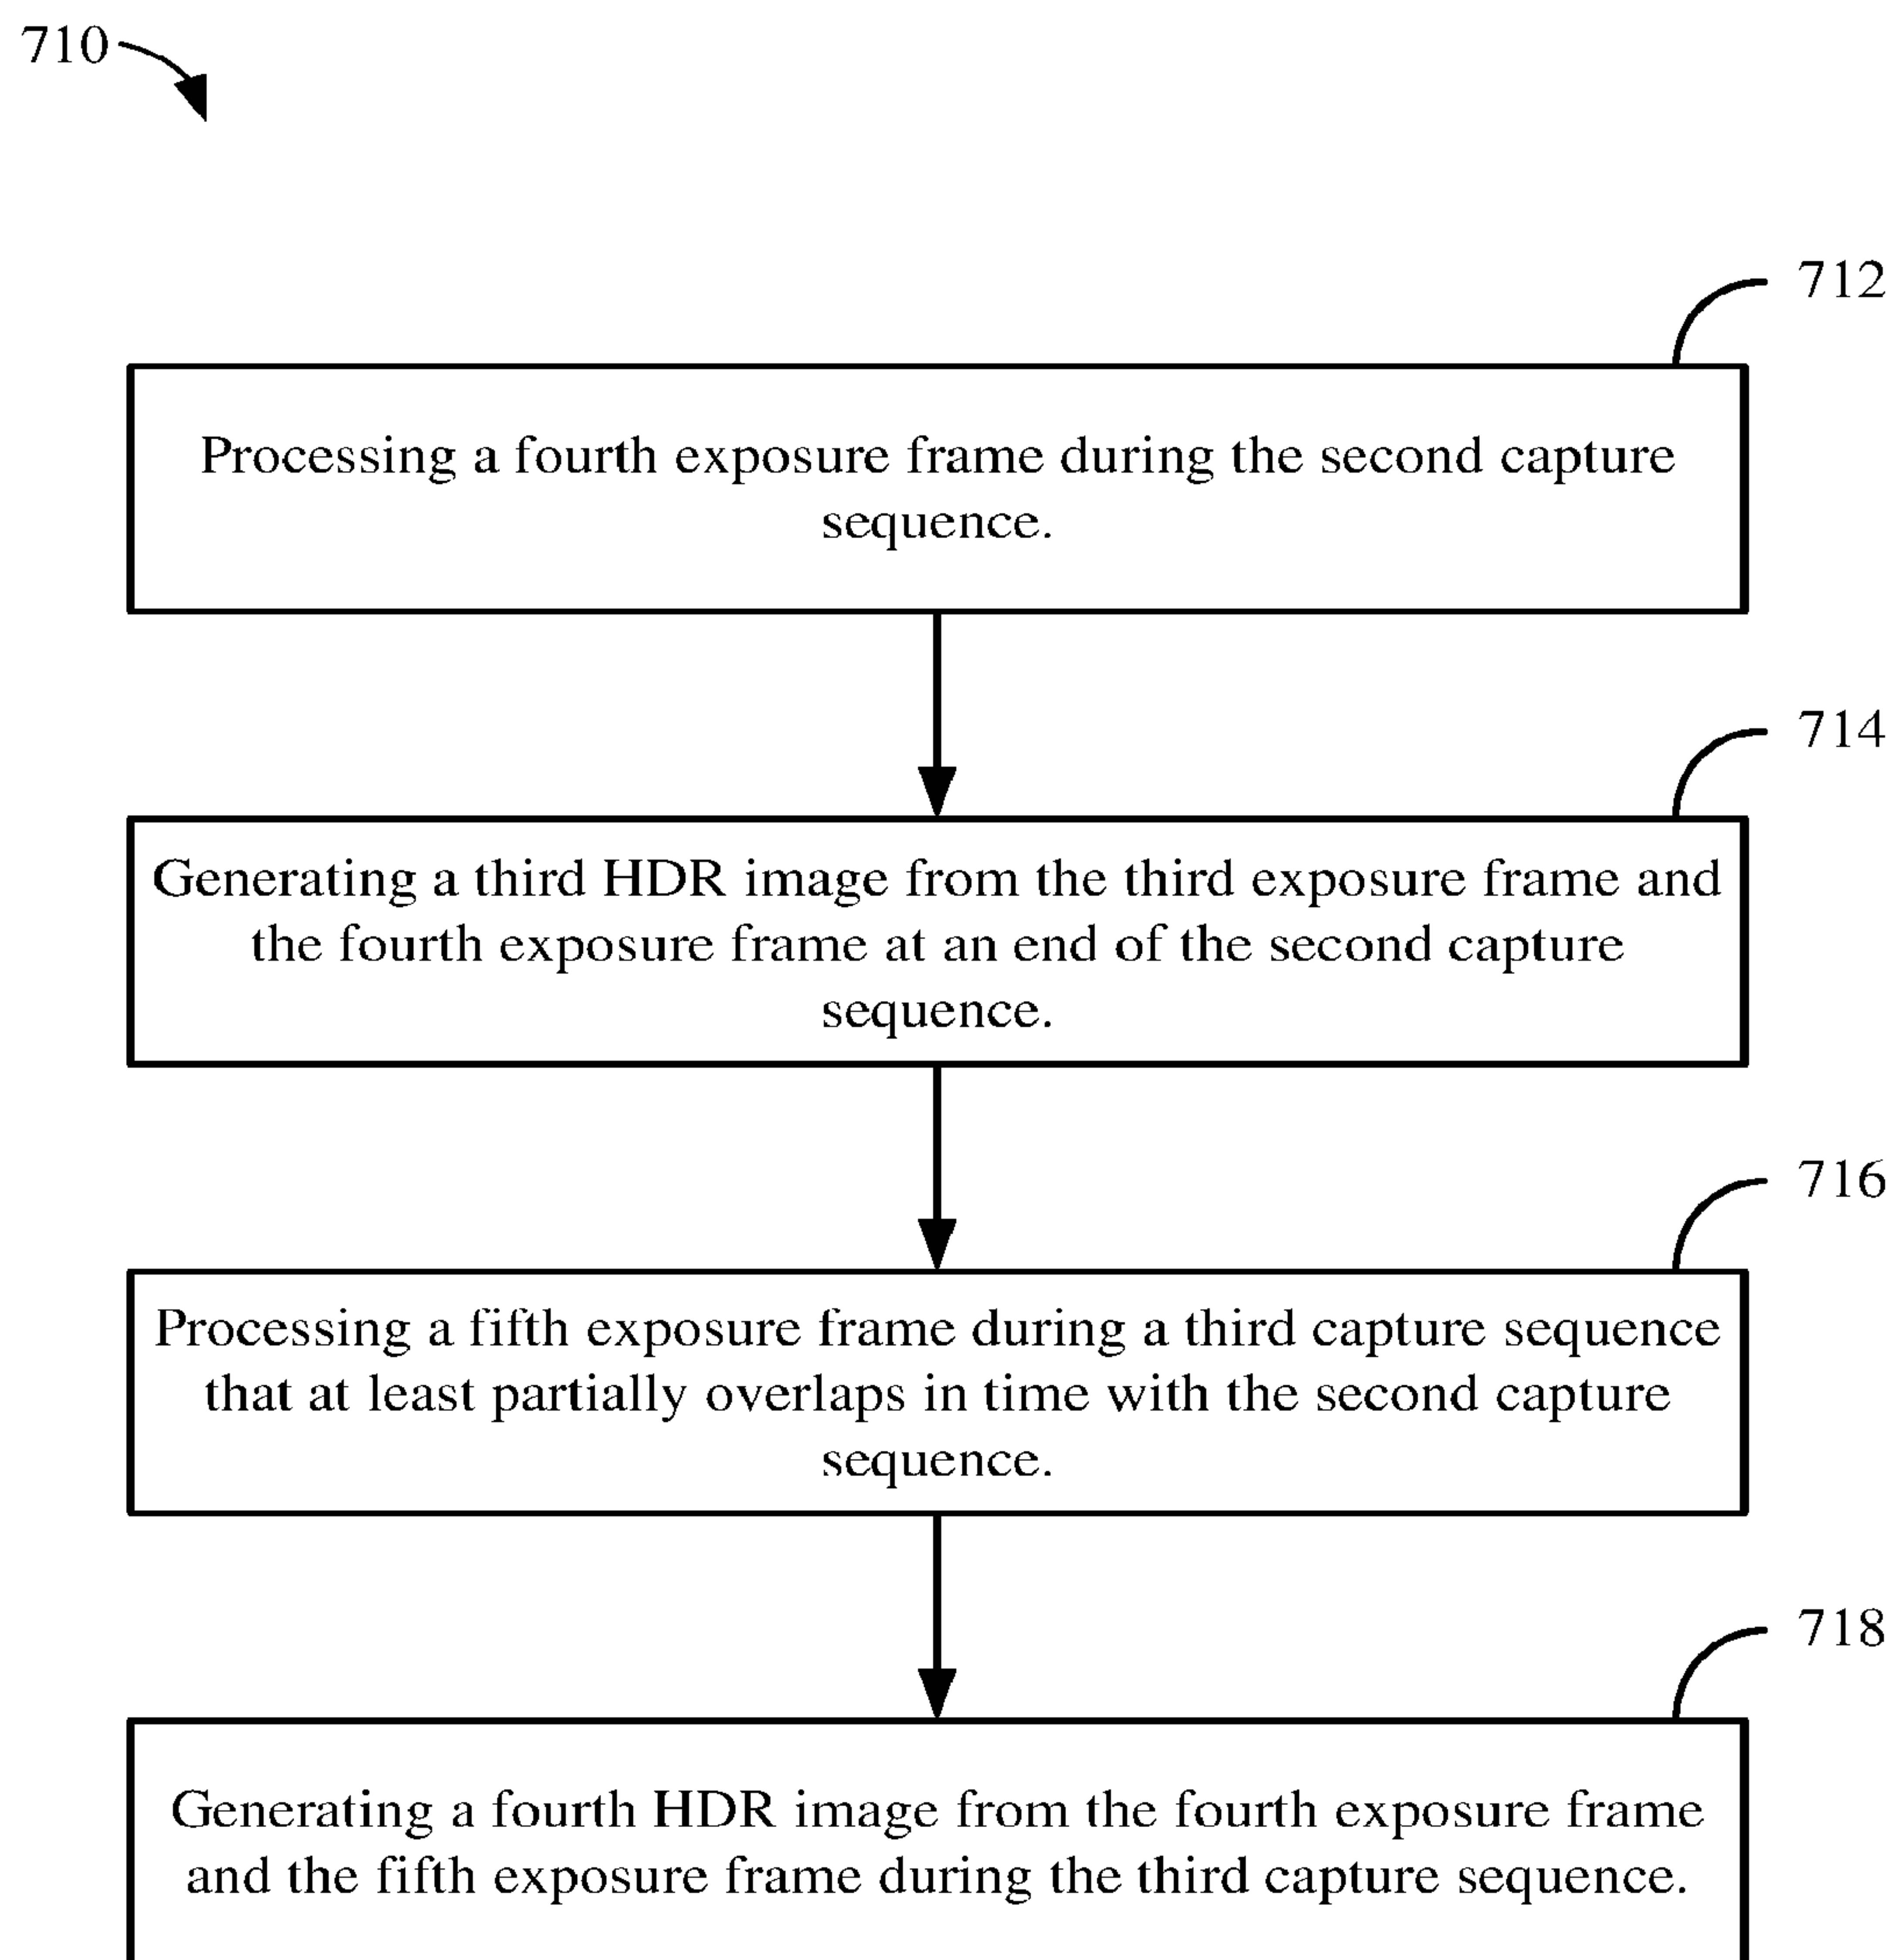 710
712
Processing a fourth exposure frame during the second capture
sequence.
714
Generating a third HDR image from the third exposure frame and
the fourth exposure frame at an end of the second capture
sequence.
716
Processing a fifth exposure frame during a third capture sequence
that at least partially overlaps in time with the second capture
sequence.
718
Generating a fourth HDR image from the fourth exposure frame
and the fifth exposure frame during the third capture sequence.